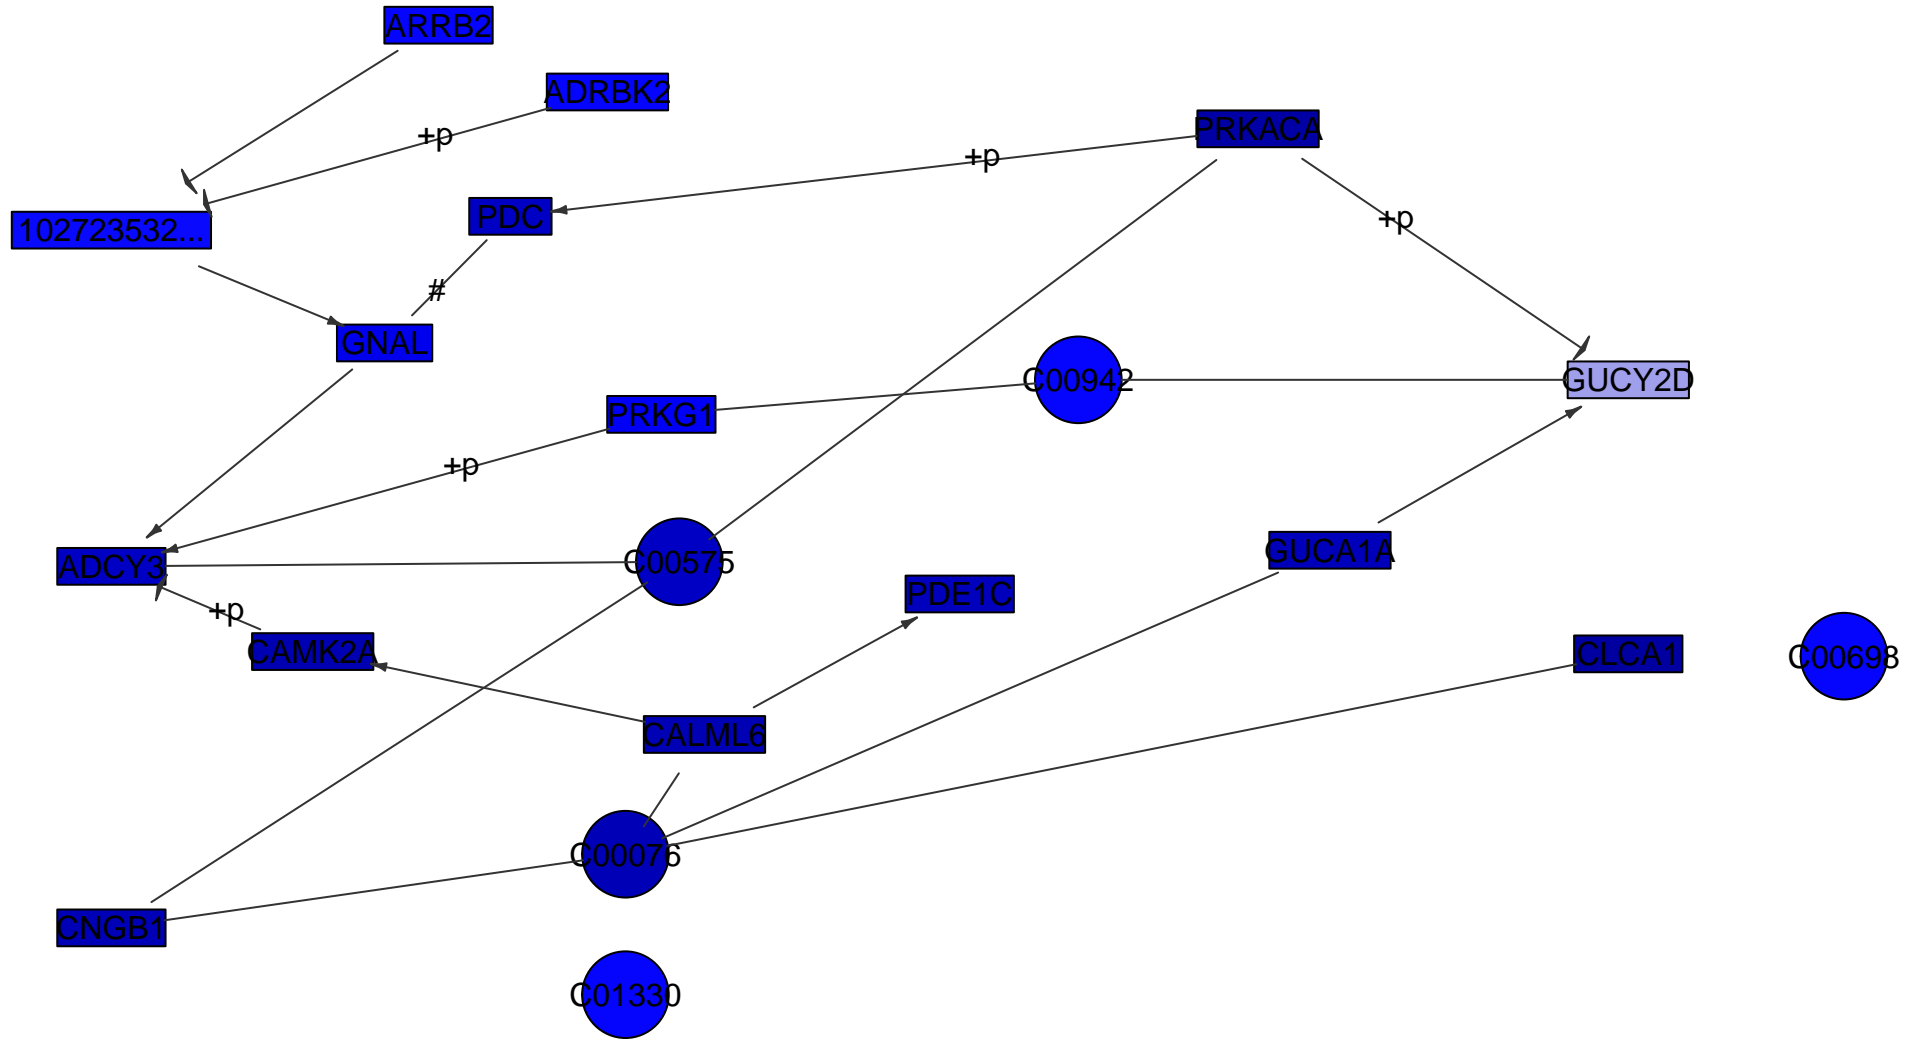 ARRB2
ADRBK2
+p
PRKACA
+p
102723532...
PDC
+p
#
GNAL
C00942
GUCY2D
PRKG1
+p
ADCY3
C00575
GUCA1A
PDE1C
+p
CAMK2A
CLCA1
C00698
CALML6
C00076
CNGB1
C01330